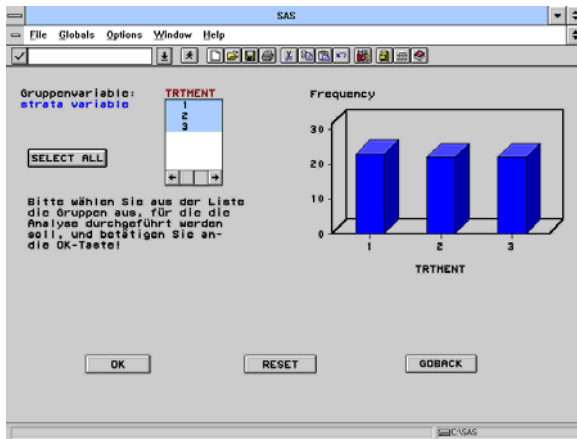 SAS
File Globals Options Window Help
Gruppenvariable:
strata variable
TRTMENT
1
2
3
SELECT ALL
Bitte wählen Sie aus der Liste
die Gruppen aus, für die die
Analyse durchgeführt werden
soll, und betätigen Sie an-
die OK-Taste!
Frequency
30
20
10
0
1 2 3
TRTMENT
OK RESET GOBACK
C:\SAS